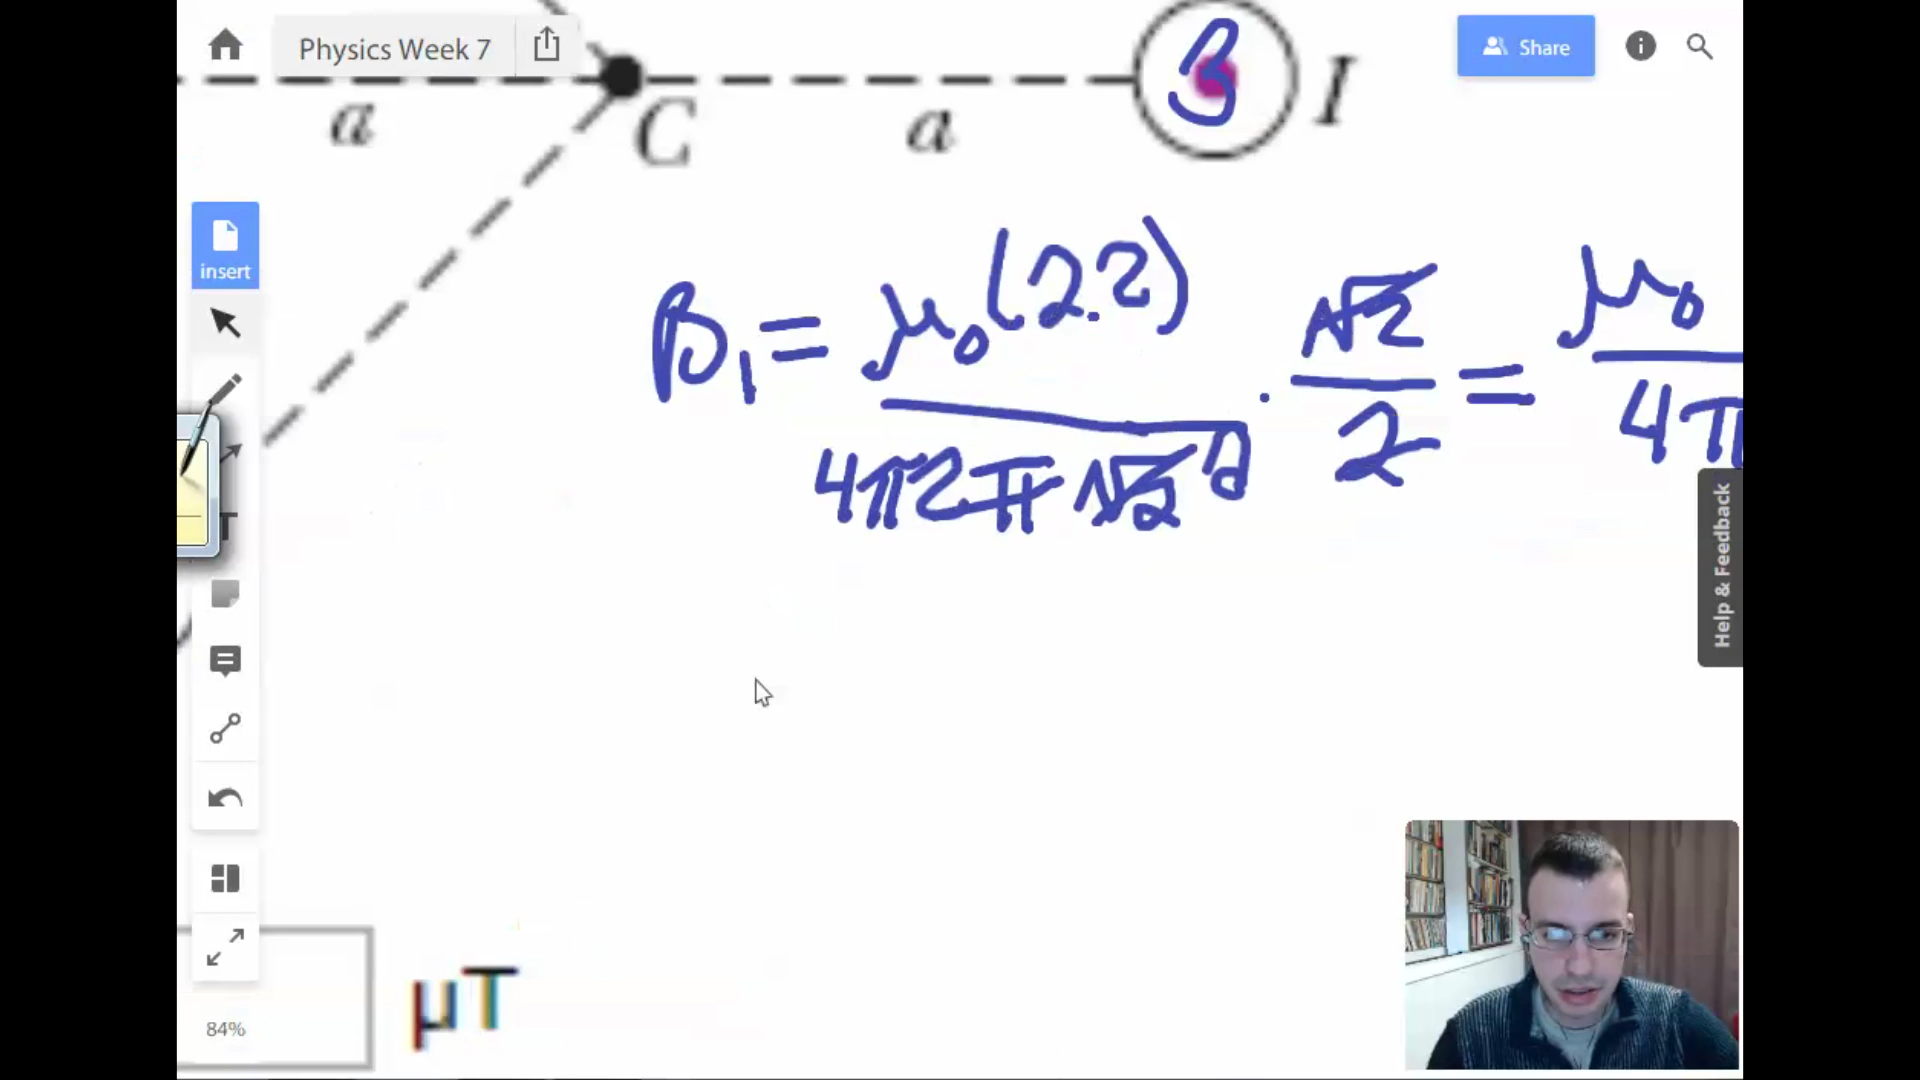 Physics Week 7
Share
3
I
a
C
a
insert
B₁ = μ₀(2.2) / 4π2π√2 a · √2 / 2 = μ₀ / 4π
T
Help & Feedback
84%
μT